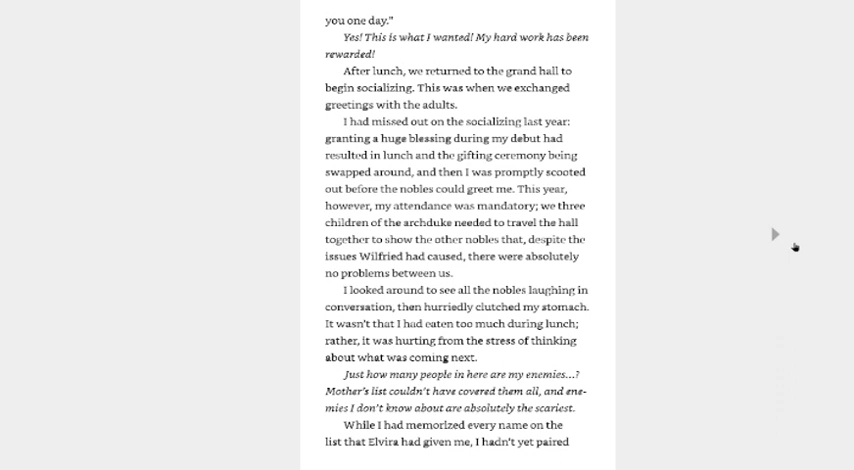 you one day."
Yes! This is what I wanted! My hard work has been
rewarded!
After lunch, we returned to the grand hall to
begin socializing. This was when we exchanged
greetings with the adults.
I had missed out on the socializing last year:
granting a huge blessing during my debut had
resulted in lunch and the gifting ceremony being
swapped around, and then I was promptly scooted
out before the nobles could greet me. This year,
however, my attendance was mandatory; we three
children of the archduke needed to travel the hall
together to show the other nobles that, despite the
issues Wilfried had caused, there were absolutely
no problems between us.
I looked around to see all the nobles laughing in
conversation, then hurriedly clutched my stomach.
It wasn't that I had eaten too much during lunch;
rather, it was hurting from the stress of thinking
about what was coming next.
Just how many people in here are my enemies...?
Mother's list couldn't have covered them all, and ene-
mies I don't know about are absolutely the scariest.
While I had memorized every name on the
list that Elvira had given me, I hadn't yet paired